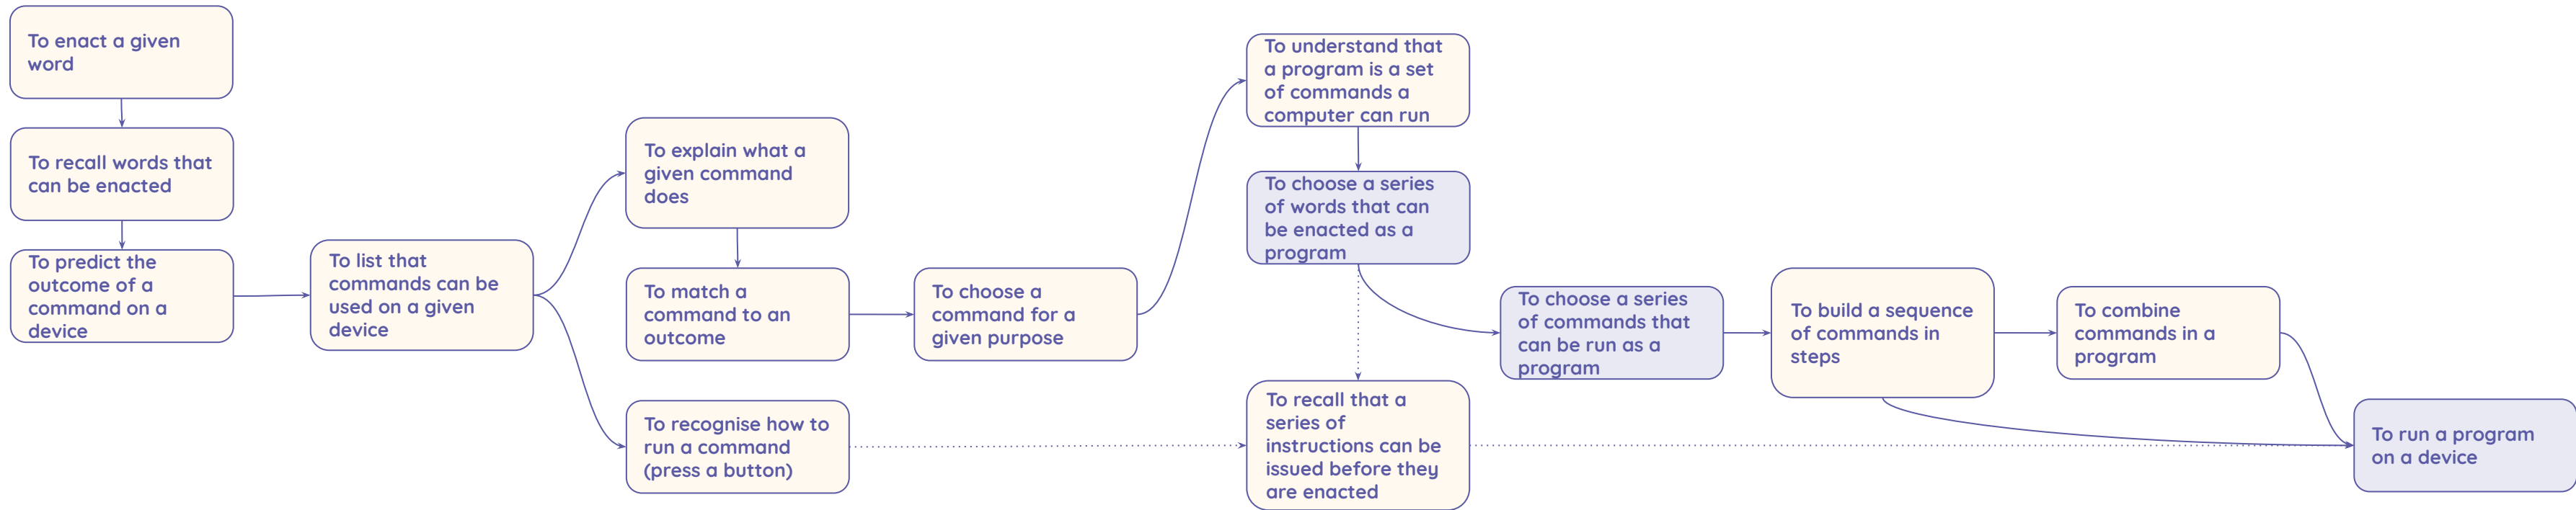 To enact a given
word
To recall words that
can be enacted
To predict the
outcome of a
command on a
device
To list that
commands can be
used on a given
device
To explain what a
given command
does
To match a
command to an
outcome
To recognise how to
run a command
(press a button)
To choose a
command for a
given purpose
To understand that
a program is a set
of commands a
computer can run
To choose a series
of words that can
be enacted as a
program
To recall that a
series of
instructions can be
issued before they
are enacted
To choose a series
of commands that
can be run as a
program
To build a sequence
of commands in
steps
To combine
commands in a
program
To run a program
on a device